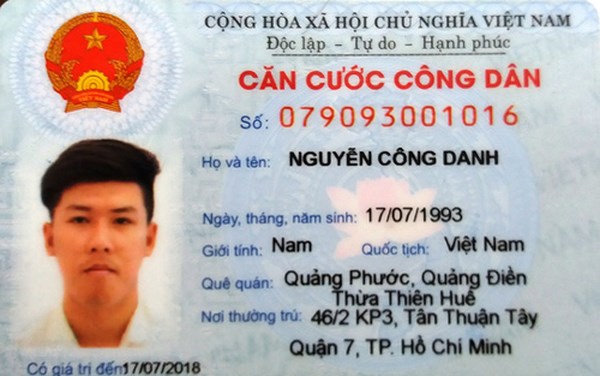 CỘNG HÒA XÃ HỘI CHỦ NGHĨA VIỆT NAM
Độc lập - Tự do - Hạnh phúc
CĂN CƯỚC CÔNG DÂN
Số: 079093001016
Họ và tên: NGUYỄN CÔNG DANH
Ngày, tháng, năm sinh: 17/07/1993
Giới tính: Nam Quốc tịch: Việt Nam
Quê quán: Quảng Phước, Quảng Điền
Thừa Thiên Huế
Nơi thường trú: 46/2 KP3, Tân Thuận Tây
Quận 7, TP. Hồ Chí Minh
Có giá trị đến 17/07/2018